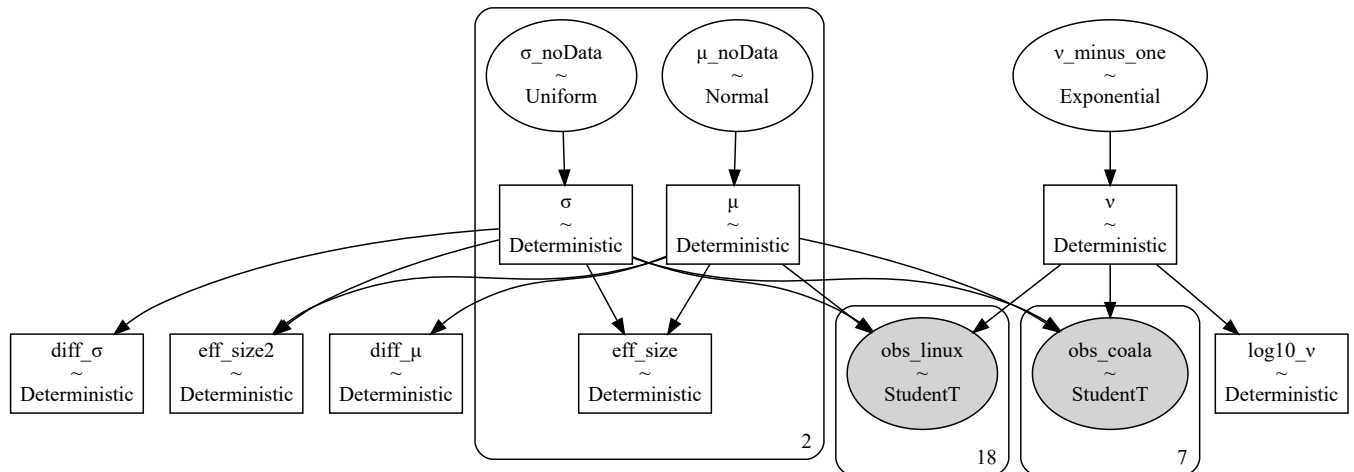 σ_noData
~
Uniform
μ_noData
~
Normal
ν_minus_one
~
Exponential
σ
~
Deterministic
μ
~
Deterministic
ν
~
Deterministic
diff_σ
~
Deterministic
eff_size2
~
Deterministic
diff_μ
~
Deterministic
eff_size
~
Deterministic
obs_linux
~
StudentT
obs_coala
~
StudentT
log10_ν
~
Deterministic
2
18
7